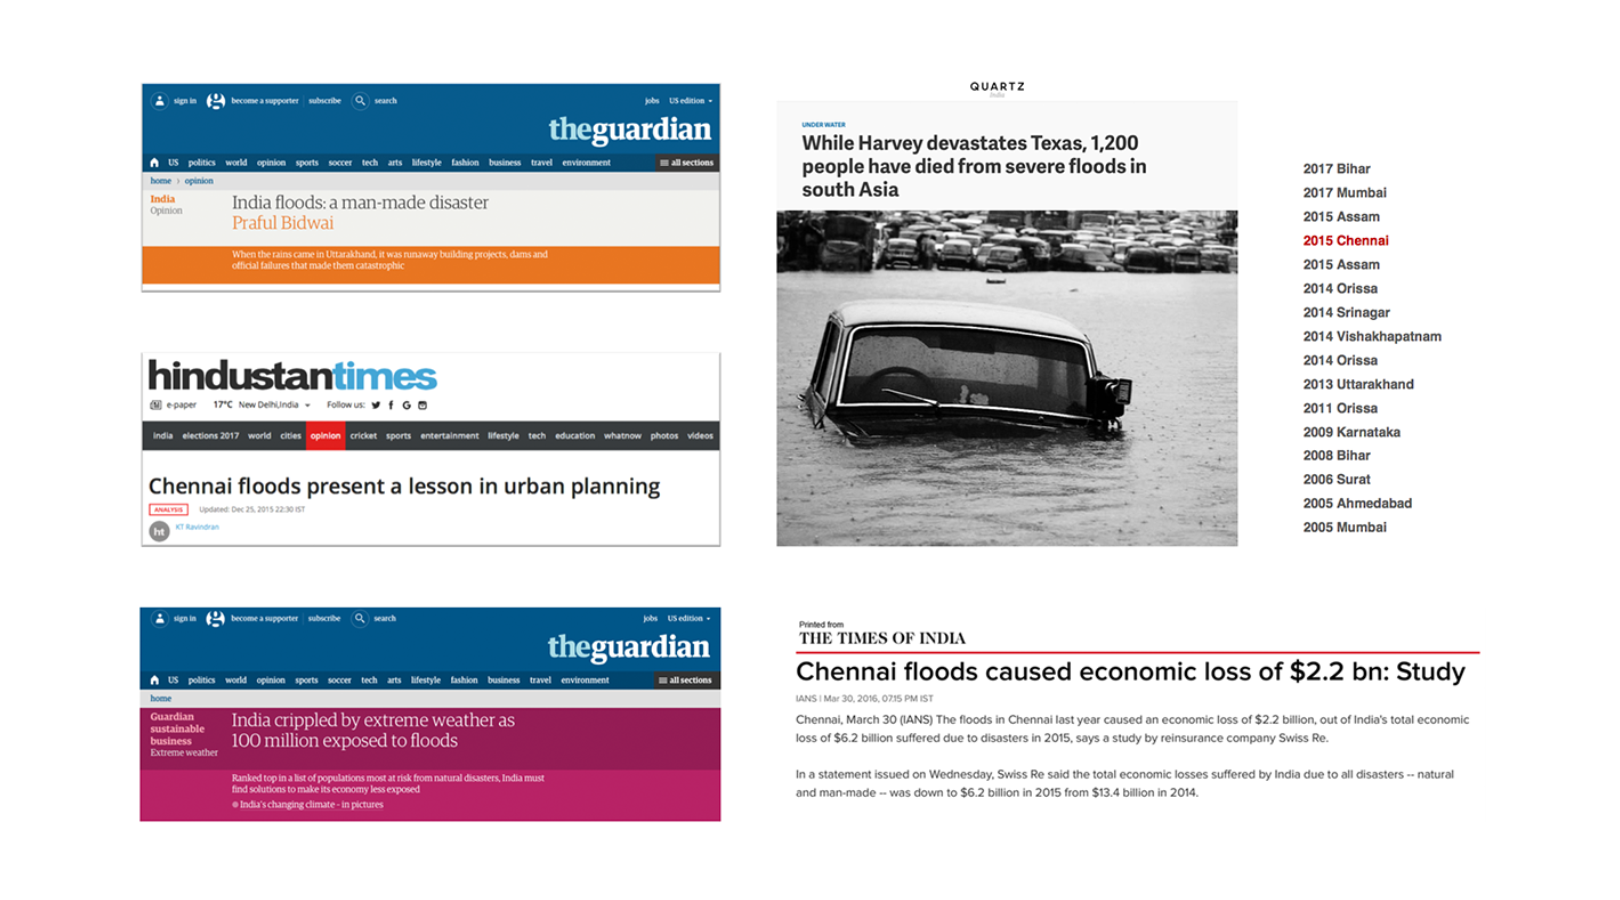 sign in become a supporter subscribe search jobs US edition
theguardian
US politics world opinion sports soccer tech arts lifestyle fashion business travel environment all sections
home › opinion
India
Opinion
India floods: a man-made disaster
Praful Bidwai
When the rains came in Uttarakhand, it was runaway building projects, dams and
official failures that made them catastrophic
hindustantimes
e-paper 17°C New Delhi,India Follow us:
india elections 2017 world cities opinion cricket sports entertainment lifestyle tech education whatnow photos videos
Chennai floods present a lesson in urban planning
ANALYSIS Updated: Dec 25, 2015 22:30 IST
ht KT Ravindran
sign in become a supporter subscribe search jobs US edition
theguardian
US politics world opinion sports soccer tech arts lifestyle fashion business travel environment all sections
home
Guardian
sustainable
business
Extreme weather
India crippled by extreme weather as
100 million exposed to floods
Ranked top in a list of populations most at risk from natural disasters, India must
find solutions to make its economy less exposed
India's changing climate - in pictures
QUARTZ
India
UNDER WATER
While Harvey devastates Texas, 1,200
people have died from severe floods in
south Asia
2017 Bihar
2017 Mumbai
2015 Assam
2015 Chennai
2015 Assam
2014 Orissa
2014 Srinagar
2014 Vishakhapatnam
2014 Orissa
2013 Uttarakhand
2011 Orissa
2009 Karnataka
2008 Bihar
2006 Surat
2005 Ahmedabad
2005 Mumbai
Printed from
THE TIMES OF INDIA
Chennai floods caused economic loss of $2.2 bn: Study
IANS | Mar 30, 2016, 07.15 PM IST
Chennai, March 30 (IANS) The floods in Chennai last year caused an economic loss of $2.2 billion, out of India's total economic
loss of $6.2 billion suffered due to disasters in 2015, says a study by reinsurance company Swiss Re.
In a statement issued on Wednesday, Swiss Re said the total economic losses suffered by India due to all disasters -- natural
and man-made -- was down to $6.2 billion in 2015 from $13.4 billion in 2014.